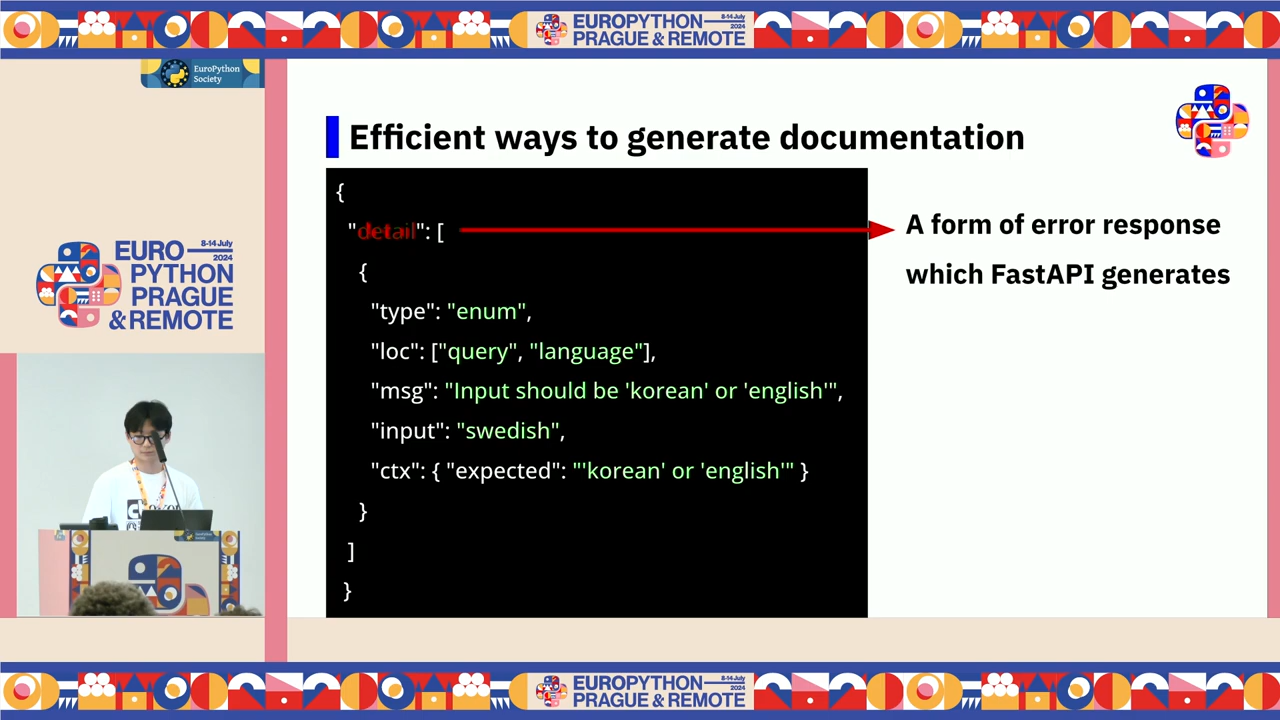 EUROPYTHON
8-14 July
2024
PRAGUE & REMOTE
EuroPython
Society
Efficient ways to generate documentation
{
"detail": [
A form of error response
which FastAPI generates
{
"type": "enum",
"loc": ["query", "language"],
"msg": "Input should be 'korean' or 'english'",
"input": "swedish",
"ctx": { "expected": "'korean' or 'english'" }
}
]
}
EURO
8-14 July
2024
PYTHON
PRAGUE
& REMOTE
EUROPYTHON
8-14 July
2024
PRAGUE & REMOTE